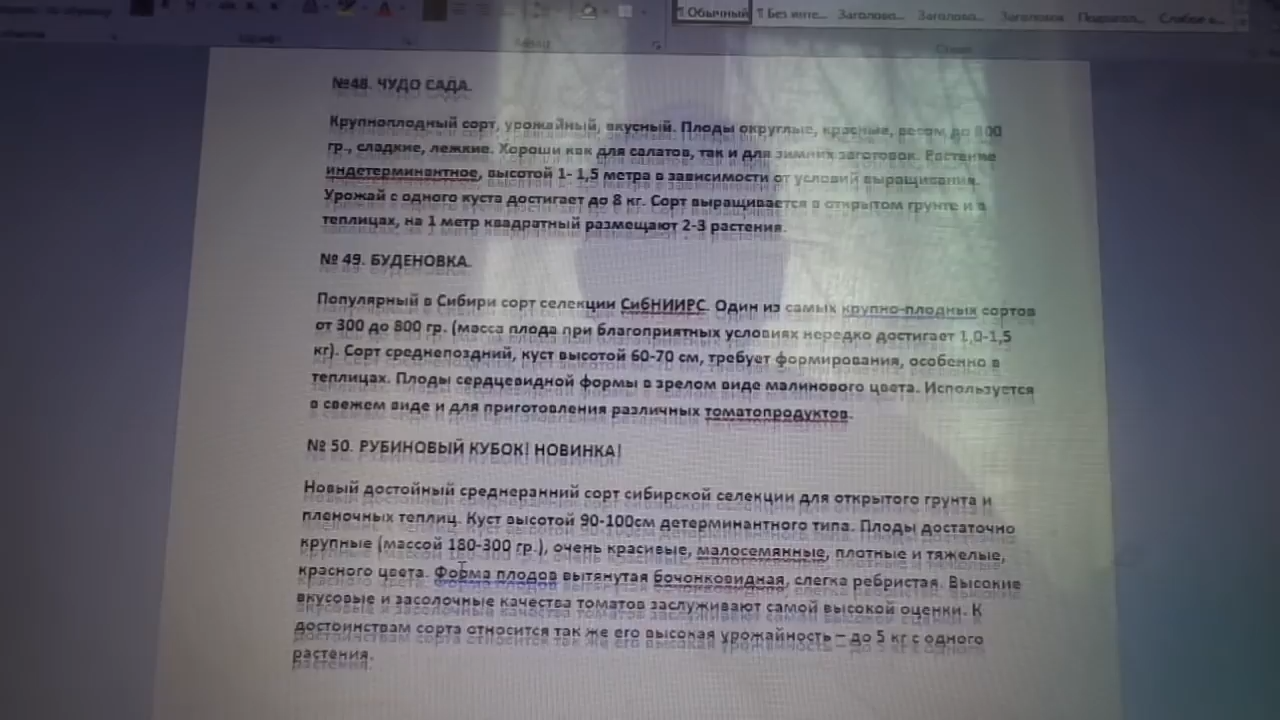 Обычный
¶ Без инте...
Заголово...
Заголово...
Заголовок
Подзагол...
Слабое в...
№48. ЧУДО САДА.
Крупноплодный сорт, урожайный, вкусный. Плоды округлые, красные, весом до 800
гр., сладкие, лежкие. Хороши как для салатов, так и для зимних заготовок. Растение
индетерминантное, высотой 1- 1,5 метра в зависимости от условий выращивания.
Урожай с одного куста достигает до 8 кг. Сорт выращивается в открытом грунте и в
теплицах, на 1 метр квадратный размещают 2-3 растения.
№ 49. БУДЕНОВКА.
Популярный в Сибири сорт селекции СибНИИРС. Один из самых крупно-плодных сортов
от 300 до 800 гр. (масса плода при благоприятных условиях нередко достигает 1,0-1,5
кг). Сорт среднепоздний, куст высотой 60-70 см, требует формирования, особенно в
теплицах. Плоды сердцевидной формы в зрелом виде малинового цвета. Используется
в свежем виде и для приготовления различных томатопродуктов.
№ 50. РУБИНОВЫЙ КУБОК! НОВИНКА!
Новый достойный среднеранний сорт сибирской селекции для открытого грунта и
пленочных теплиц. Куст высотой 90-100см детерминантного типа. Плоды достаточно
крупные (массой 180-300 гр.), очень красивые, малосемянные, плотные и тяжелые,
красного цвета. Форма плодов вытянутая бочонковидная, слегка ребристая. Высокие
вкусовые и засолочные качества томатов заслуживают самой высокой оценки. К
достоинствам сорта относится так же его высокая урожайность – до 5 кг с одного
растения.